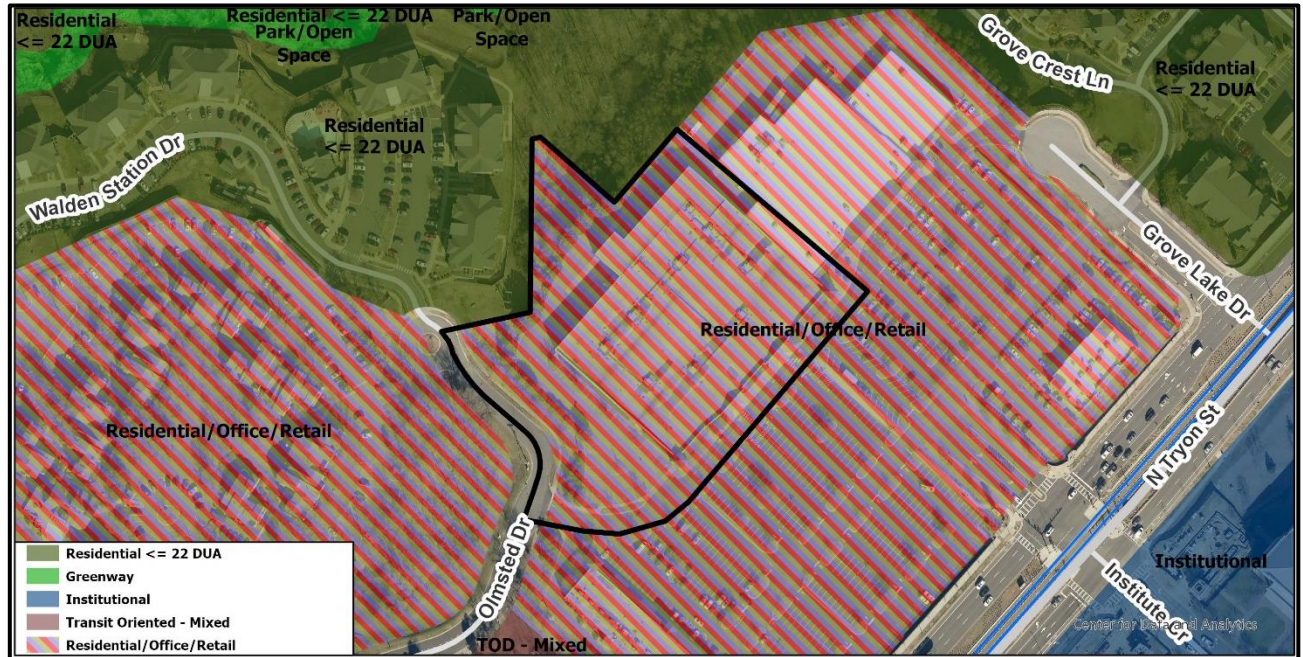 Residential
<= 22 DUA
Residential <= 22 DUA
Park/Open
Space
Park/Open
Space
Grove Crest Ln
Residential
<= 22 DUA
Residential
<= 22 DUA
Walden Station Dr
Grove Lake Dr
Residential/Office/Retail
Residential/Office/Retail
N Tryon St
Institutional
Institute Cr
Olmsted Dr
TOD - Mixed
Center for Data and Analytics
Residential <= 22 DUA
Greenway
Institutional
Transit Oriented - Mixed
Residential/Office/Retail